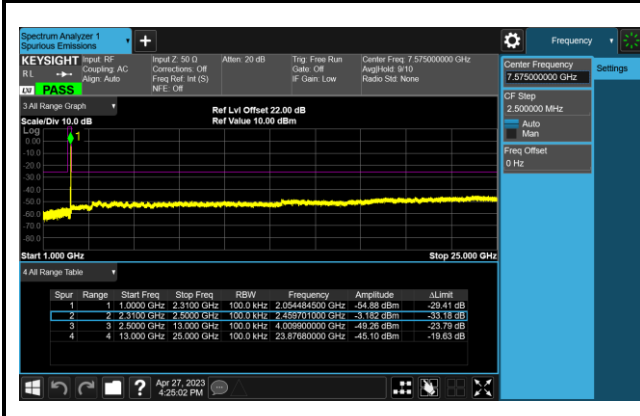 Spectrum Analyzer 1
Spurious Emissions
Frequency
KEYSIGHT
Input: RF
Input Z: 50 Ω
Atten: 20 dB
Trig: Free Run
Center Freq: 7.575000000 GHz
RL
Coupling: AC
Corrections: Off
Gate: Off
Avg|Hold: 9/10
Align: Auto
Freq Ref: Int (S)
IF Gain: Low
Radio Std: None
NFE: Off
LXI
PASS
Center Frequency
7.575000000 GHz
Settings
CF Step
2.500000 MHz
Auto
Man
Freq Offset
0 Hz
3 All Range Graph
Ref Lvl Offset 22.00 dB
Scale/Div 10.0 dB
Ref Value 10.00 dBm
Log
1
0.00
-10.0
-20.0
-30.0
-40.0
-50.0
-60.0
-70.0
-80.0
Start 1.000 GHz
Stop 25.000 GHz
4 All Range Table
Spur Range Start Freq Stop Freq RBW Frequency Amplitude ΔLimit
1 1 1.0000 GHz 2.3100 GHz 100.0 kHz 2.054484500 GHz -54.88 dBm -29.41 dB
2 2 2.3100 GHz 2.5000 GHz 100.0 kHz 2.459701000 GHz -3.182 dBm -33.18 dB
3 3 2.5000 GHz 13.000 GHz 100.0 kHz 4.009900000 GHz -49.26 dBm -23.79 dB
4 4 13.000 GHz 25.000 GHz 100.0 kHz 23.87680000 GHz -45.10 dBm -19.63 dB
?
Apr 27, 2023
4:25:02 PM